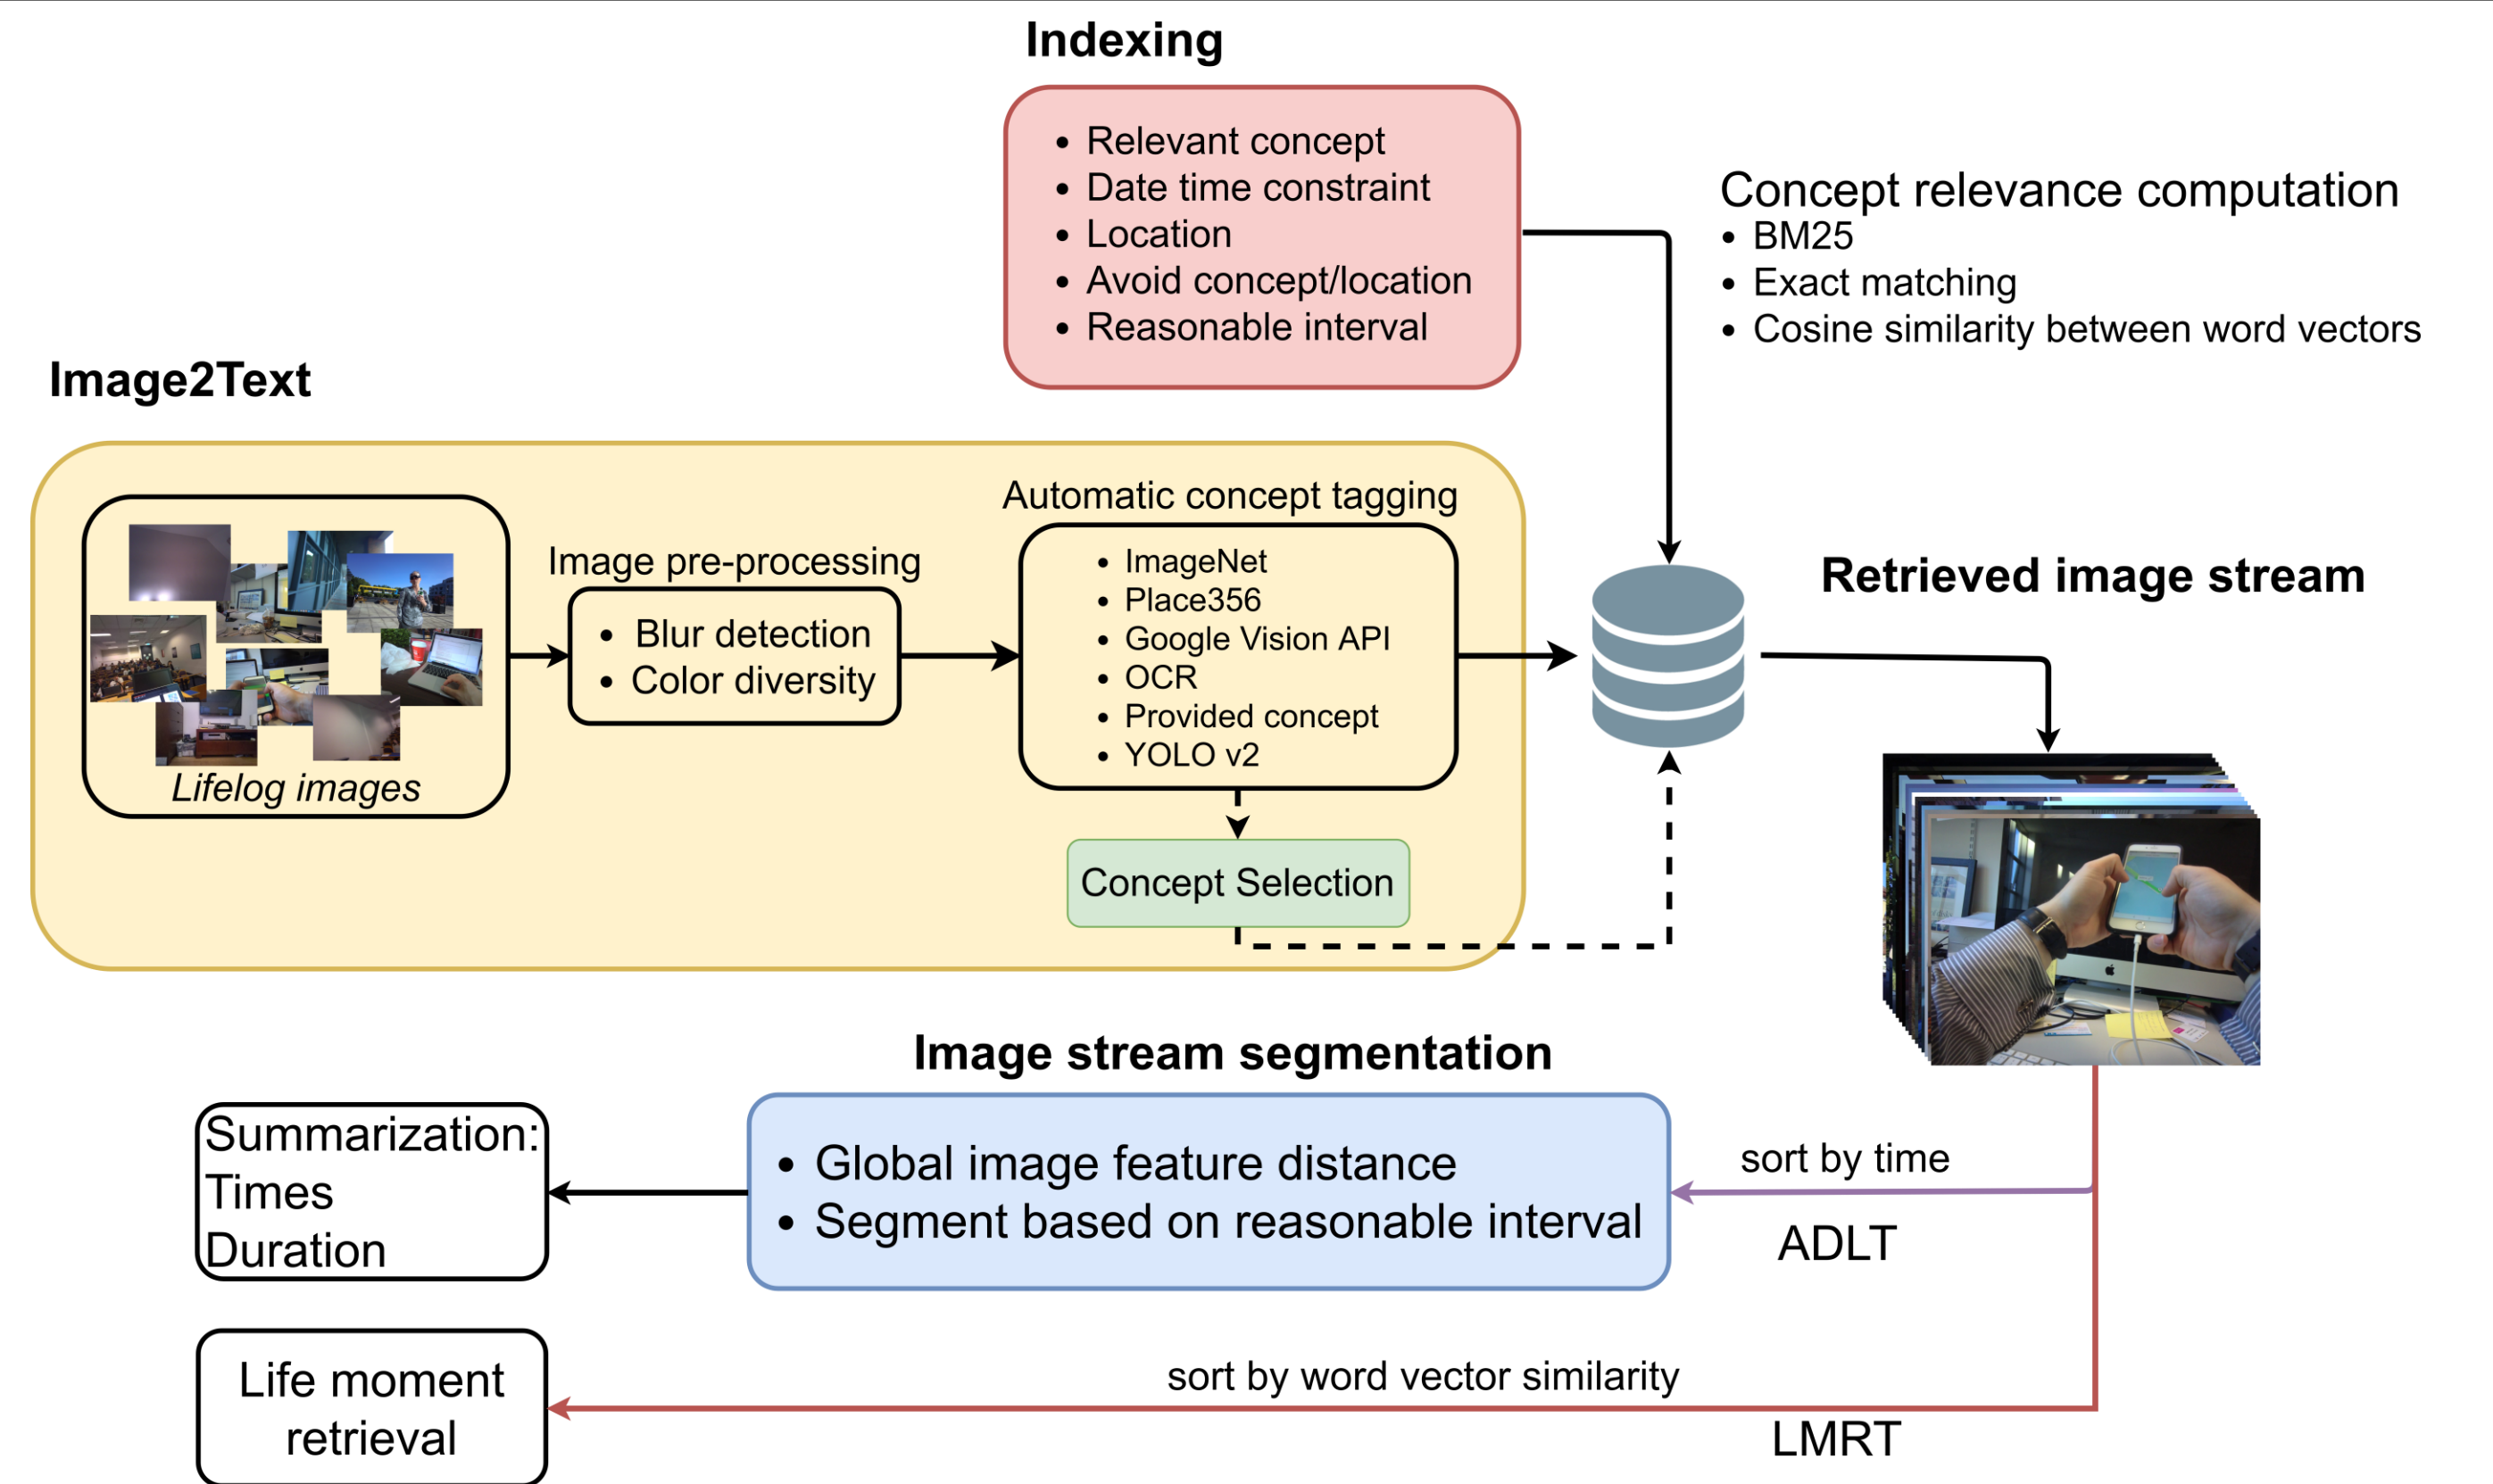 Indexing
• Relevant concept
• Date time constraint
• Location
• Avoid concept/location
• Reasonable interval
Concept relevance computation
• BM25
• Exact matching
• Cosine similarity between word vectors
Image2Text
Lifelog images
Image pre-processing
• Blur detection
• Color diversity
Automatic concept tagging
• ImageNet
• Place356
• Google Vision API
• OCR
• Provided concept
• YOLO v2
Concept Selection
Retrieved image stream
Image stream segmentation
• Global image feature distance
• Segment based on reasonable interval
sort by time
ADLT
Summarization:
Times
Duration
sort by word vector similarity
LMRT
Life moment
retrieval